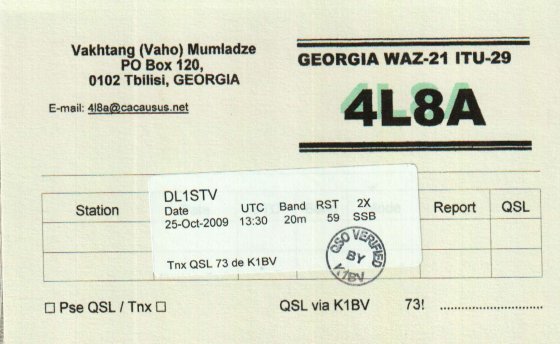 Vakhtang (Vaho) Mumladze
PO Box 120,
0102 Tbilisi, GEORGIA
E-mail: 4l8a@cacausus.net
GEORGIA WAZ-21 ITU-29
4L8A
Station Report QSL
DL1STV
Date UTC Band RST 2X
25-Oct-2009 13:30 20m 59 SSB
Tnx QSL 73 de K1BV
QSO VERIFIED
BY
K1BV
☐ Pse QSL / Tnx ☐ QSL via K1BV 73! ........................